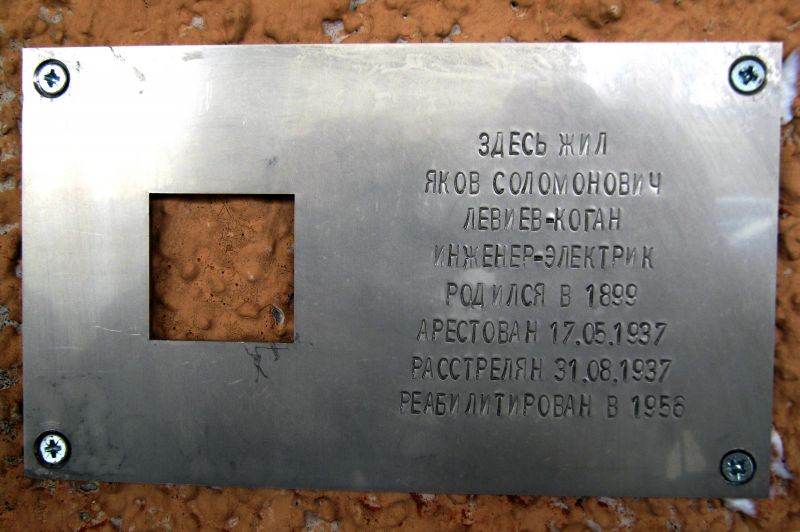 ЗДЕСЬ ЖИЛ
ЯКОВ СОЛОМОНОВИЧ
ЛЕВИЕВ-КОГАН
ИНЖЕНЕР-ЭЛЕКТРИК
РОДИЛСЯ В 1899
АРЕСТОВАН 17.05.1937
РАССТРЕЛЯН 31.08.1937
РЕАБИЛИТИРОВАН В 1956